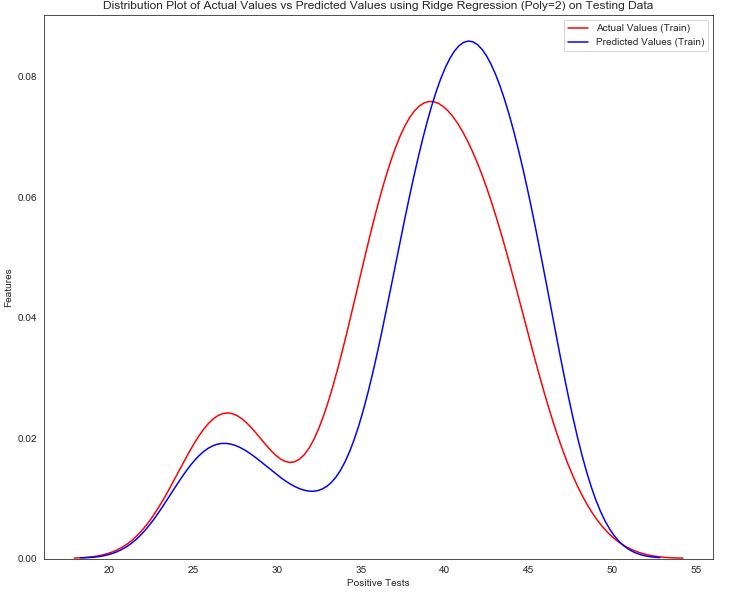 Distribution Plot of Actual Values vs Predicted Values using Ridge Regression (Poly=2) on Testing Data
Actual Values (Train)
Predicted Values (Train)
0.08
0.06
0.04
0.02
0.00
Features
20
25
30
35
40
45
50
55
Positive Tests